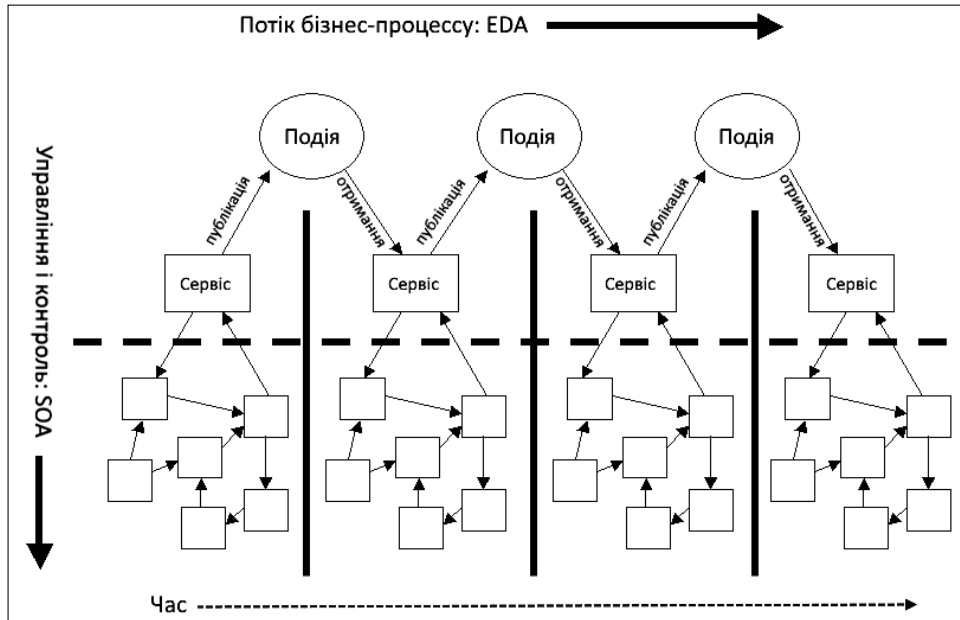 Потік бізнес-процессу: EDA
Управління і контроль: SOA
Подія
Подія
Подія
публікація
отримання
публікація
отримання
публікація
отримання
Сервіс
Сервіс
Сервіс
Сервіс
Час